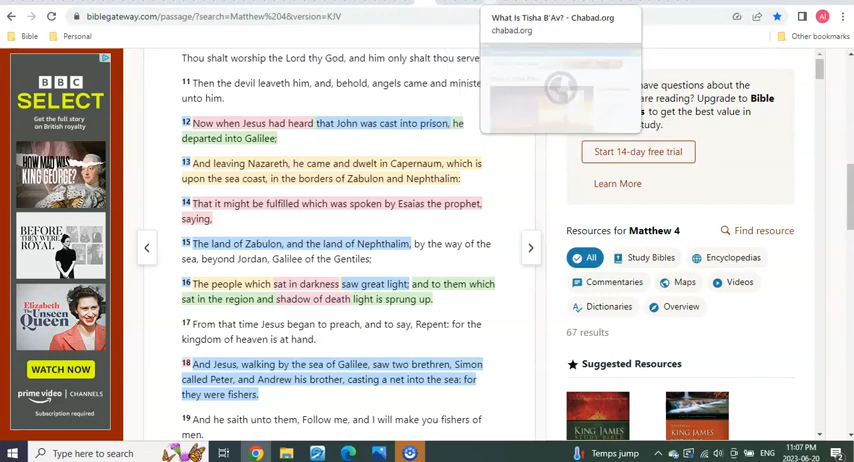 biblegateway.com/passage/?search=Matthew%204&version=KJV
What Is Tisha B'Av? - Chabad.org
chabad.org
Bible
Personal
Other bookmarks
BBC
SELECT
Get the full story
on British royalty
HOW MAD WAS
KING GEORGE?
BEFORE
THEY WERE
ROYAL
Elizabeth
THE UNSEEN
QUEEN
WATCH NOW
prime video | CHANNELS
Subscription required
Thou shalt worship the Lord thy God, and him only shalt thou serve
11 Then the devil leaveth him, and, behold, angels came and ministe
unto him.
12 Now when Jesus had heard that John was cast into prison, he
departed into Galilee;
13 And leaving Nazareth, he came and dwelt in Capernaum, which is
upon the sea coast, in the borders of Zabulon and Nephthalim:
14 That it might be fulfilled which was spoken by Esaias the prophet,
saying,
15 The land of Zabulon, and the land of Nephthalim, by the way of the
sea, beyond Jordan, Galilee of the Gentiles;
16 The people which sat in darkness saw great light; and to them which
sat in the region and shadow of death light is sprung up.
17 From that time Jesus began to preach, and to say, Repent: for the
kingdom of heaven is at hand.
18 And Jesus, walking by the sea of Galilee, saw two brethren, Simon
called Peter, and Andrew his brother, casting a net into the sea: for
they were fishers.
19 And he saith unto them, Follow me, and I will make you fishers of
men.
have questions about the
are reading? Upgrade to Bible
to get the best value in
tudy.
Start 14-day free trial
Learn More
Resources for Matthew 4
Find resource
All
Study Bibles
Encyclopedias
Commentaries
Maps
Videos
Dictionaries
Overview
67 results
Suggested Resources
KING JAMES
KING JAMES
Type here to search
Temps jump
ENG
11:07 PM
2023-06-20